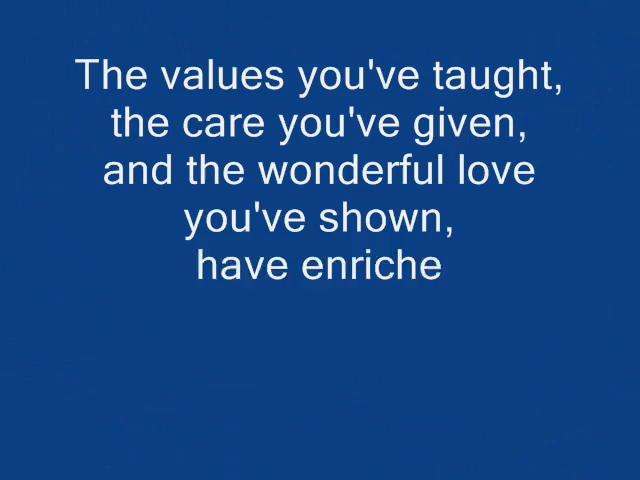 The values you've taught,
the care you've given,
and the wonderful love
you've shown,
have enriche